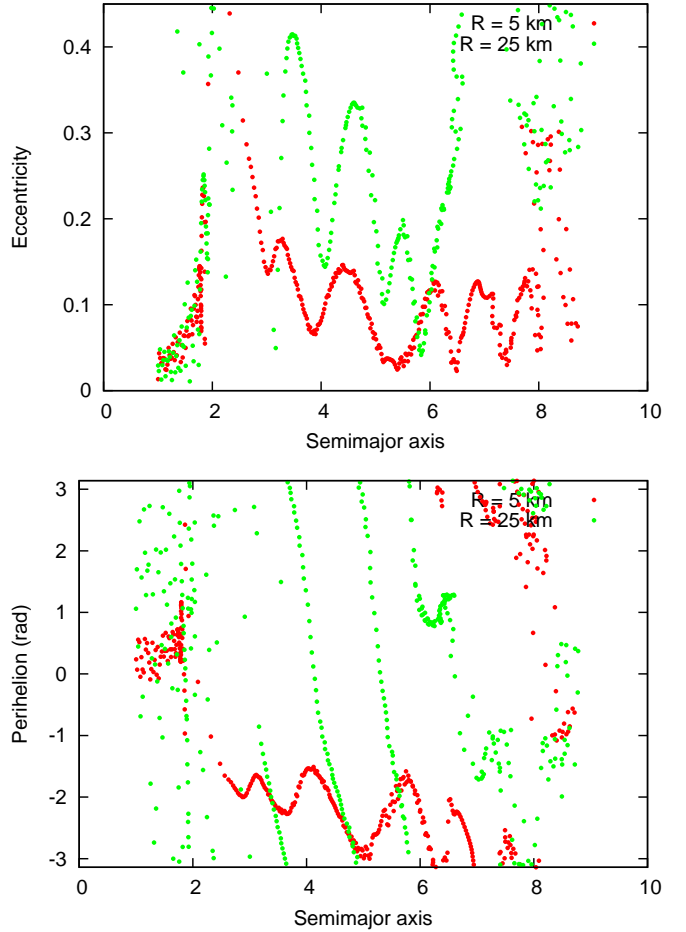 R = 5 km
R = 25 km
0.4
0.3
0.2
0.1
0
Eccentricity
0 2 4 6 8 10
Semimajor axis
R = 5 km
R = 25 km
3
2
1
0
-1
-2
-3
Perihelion (rad)
0 2 4 6 8 10
Semimajor axis